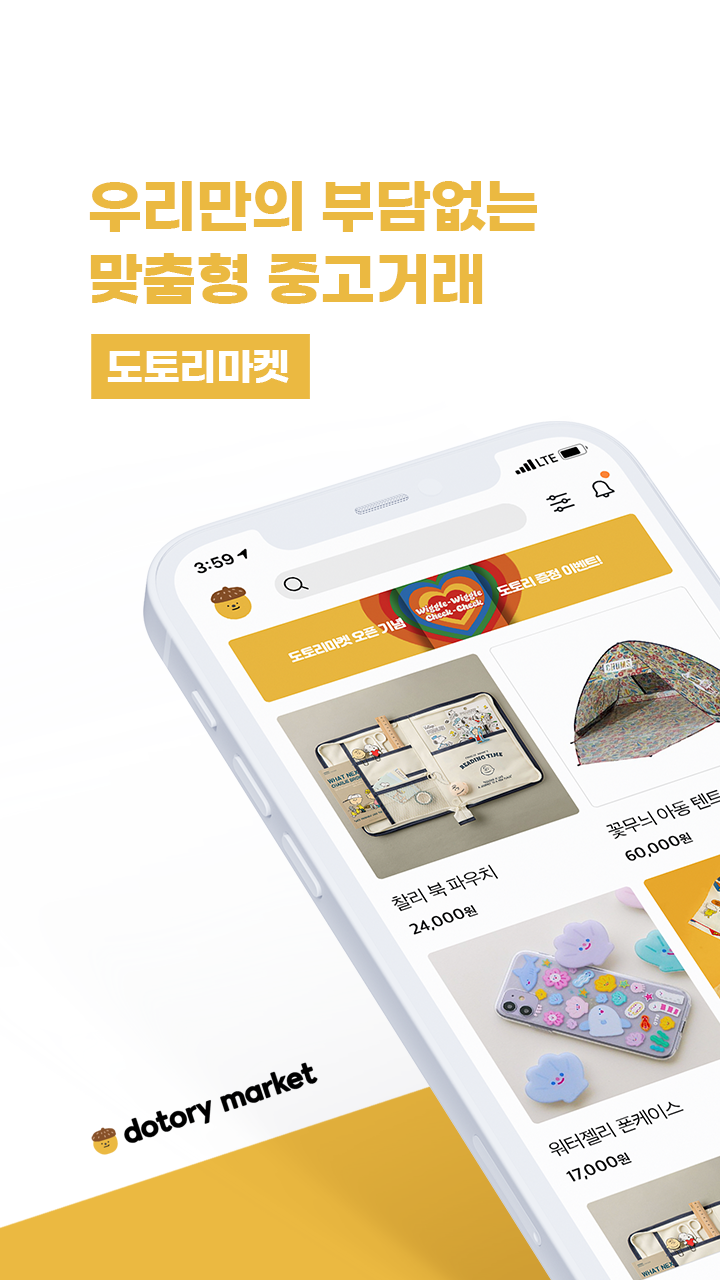 우리만의 부담없는
맞춤형 중고거래
도토리마켓
LTE
3:59
도토리마켓 오픈 기념
Wiggle-Wiggle
Check-Check
도토리 증정 이벤트!
CHUMS
READING TIME
WHAT NEXT
CHARLIE BROWN
찰리 북 파우치
24,000원
꽃무늬 아동 텐트
60,000원
워터젤리 폰케이스
17,000원
dotory market